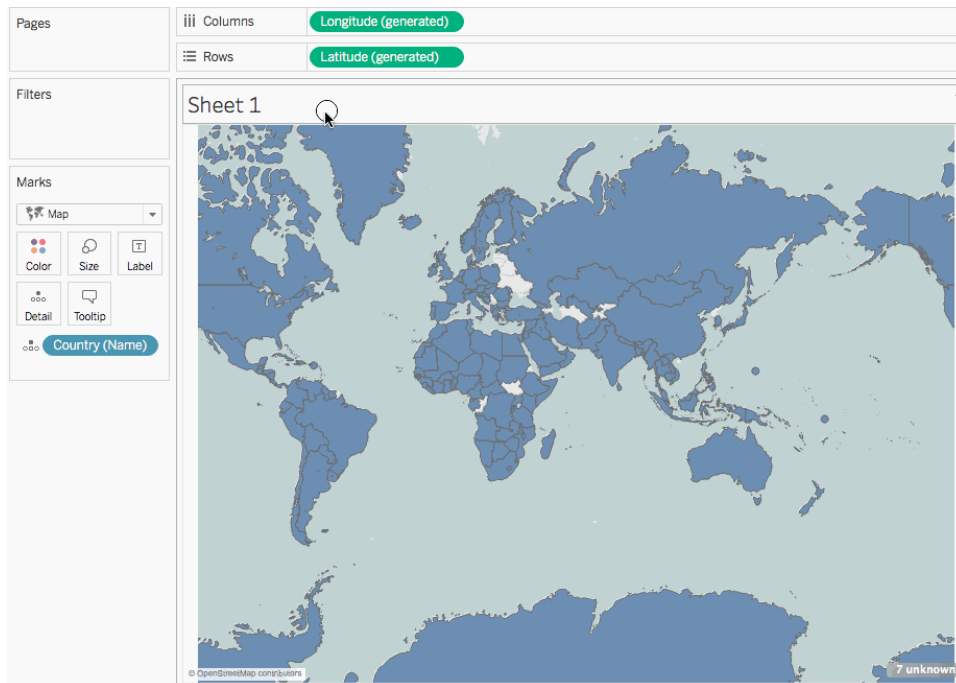 Pages
Columns
Longitude (generated)
Rows
Latitude (generated)
Filters
Sheet 1
Marks
Map
Color
Size
T
Label
Detail
Tooltip
Country (Name)
© OpenStreetMap contributors
7 unknown